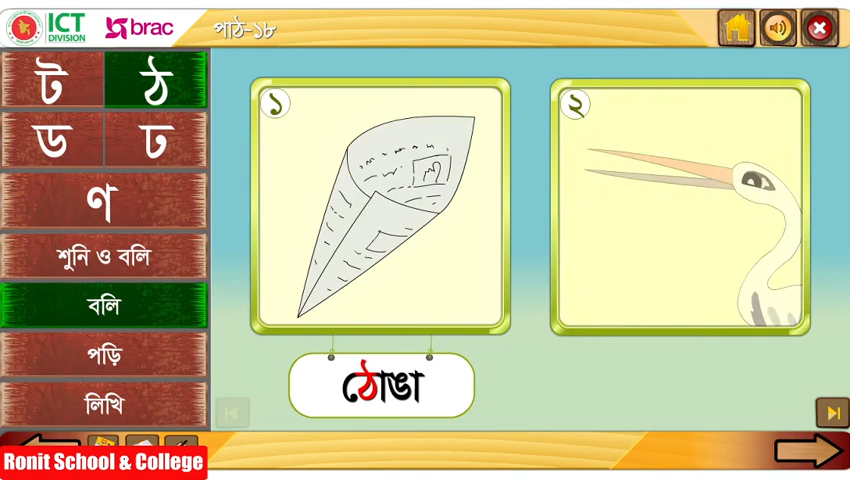 ICT
DIVISION
brac
পাঠ-১৮
ট
ঠ
ড
ঢ
ণ
শুনি ও বলি
বলি
পড়ি
লিখি
১
২
ঠোঙা
Ronit School & College